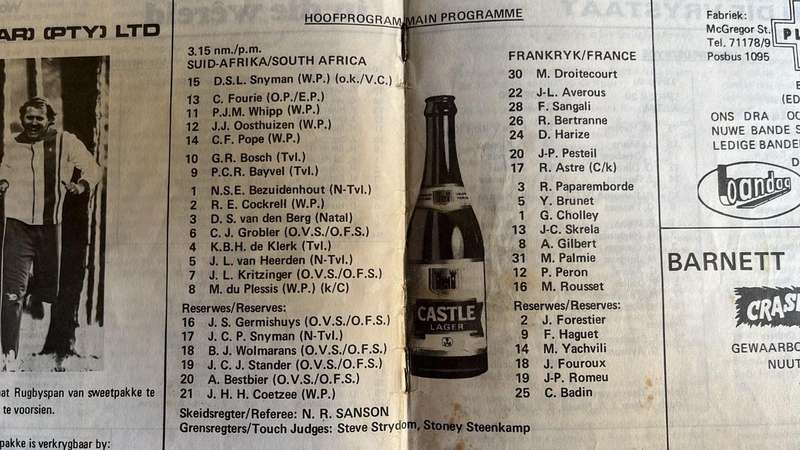 AR) (PTY) LTD
at Rugbyspan van sweetpakke te
te voorsien.
pakke is verkrygbaar by:
HOOFPROGRAM/MAIN PROGRAMME
3.15 nm./p.m.
SUID-AFRIKA/SOUTH AFRICA
15 D.S.L. Snyman (W.P.) (o.k./V.C.)
13 C. Fourie (O.P./E.P.)
11 P.J.M. Whipp (W.P.)
12 J.J. Oosthuizen (W.P.)
14 C.F. Pope (W.P.)
10 G.R. Bosch (Tvl.)
9 P.C.R. Bayvel (Tvl.)
1 N.S.E. Bezuidenhout (N-Tvl.)
2 R. E. Cockrell (W.P.)
3 D. S. van den Berg (Natal)
6 C. J. Grobler (O.V.S./O.F.S.)
4 K.B.H. de Klerk (Tvl.)
5 J. L. van Heerden (N-Tvl.)
7 J. L. Kritzinger (O.V.S./O.F.S)
8 M. du Plessis (W.P.) (k/C)
Reserwes/Reserves:
16 J. S. Germishuys (O.V.S./O.F.S.)
17 J. C. P. Snyman (N-Tvl.)
18 B. J. Wolmarans (O.V.S./O.F.S.)
19 J. C. J. Stander (O.V.S./O.F.S.)
20 A. Bestbier (O.V.S./O.F.S.)
21 J. H. H. Coetzee (W.P.)
Skeidsregter/Referee: N. R. SANSON
Grensregters/Touch Judges: Steve Strydom, Stoney Steenkamp
CASTLE
LAGER
FRANKRYK/FRANCE
30 M. Droitecourt
22 J-L. Averous
28 F. Sangali
26 R. Bertranne
24 D. Harize
20 J-P. Pesteil
17 R. Astre (C/k)
3 R. Paparemborde
5 Y. Brunet
1 G. Cholley
13 J-C. Skrela
8 A. Gilbert
31 M. Palmie
12 P. Peron
16 M. Rousset
Reserwes/Reserves:
2 J. Forestier
9 F. Haguet
14 M. Yachvili
18 J. Fouroux
19 J-P. Romeu
25 C. Badin
Fabriek:
McGregor St.
Tel. 71178/9
Posbus 1095
PL
(ED
ONS DRA OO
NUWE BANDE S
LEDIGE BANDE
D
bandag
BARNETT
CRAS
GEWAARBO
NUUT